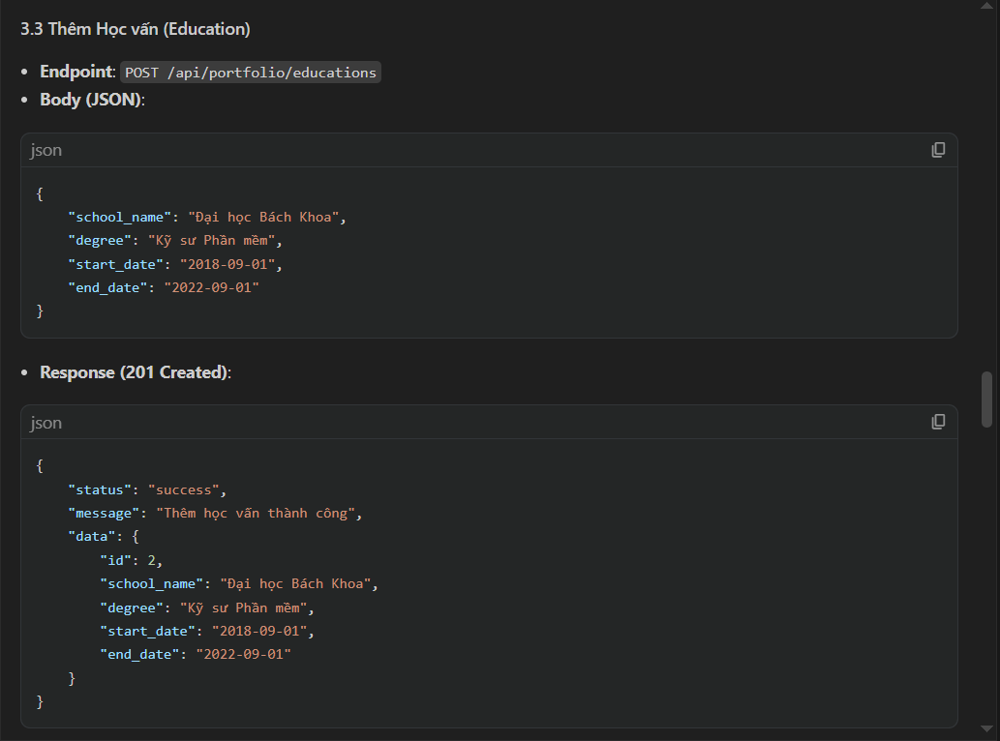 3.3 Thêm Học vấn (Education)
• Endpoint: POST /api/portfolio/educations
• Body (JSON):
json
{
    "school_name": "Đại học Bách Khoa",
    "degree": "Kỹ sư Phần mềm",
    "start_date": "2018-09-01",
    "end_date": "2022-09-01"
}
• Response (201 Created):
json
{
    "status": "success",
    "message": "Thêm học vấn thành công",
    "data": {
        "id": 2,
        "school_name": "Đại học Bách Khoa",
        "degree": "Kỹ sư Phần mềm",
        "start_date": "2018-09-01",
        "end_date": "2022-09-01"
    }
}